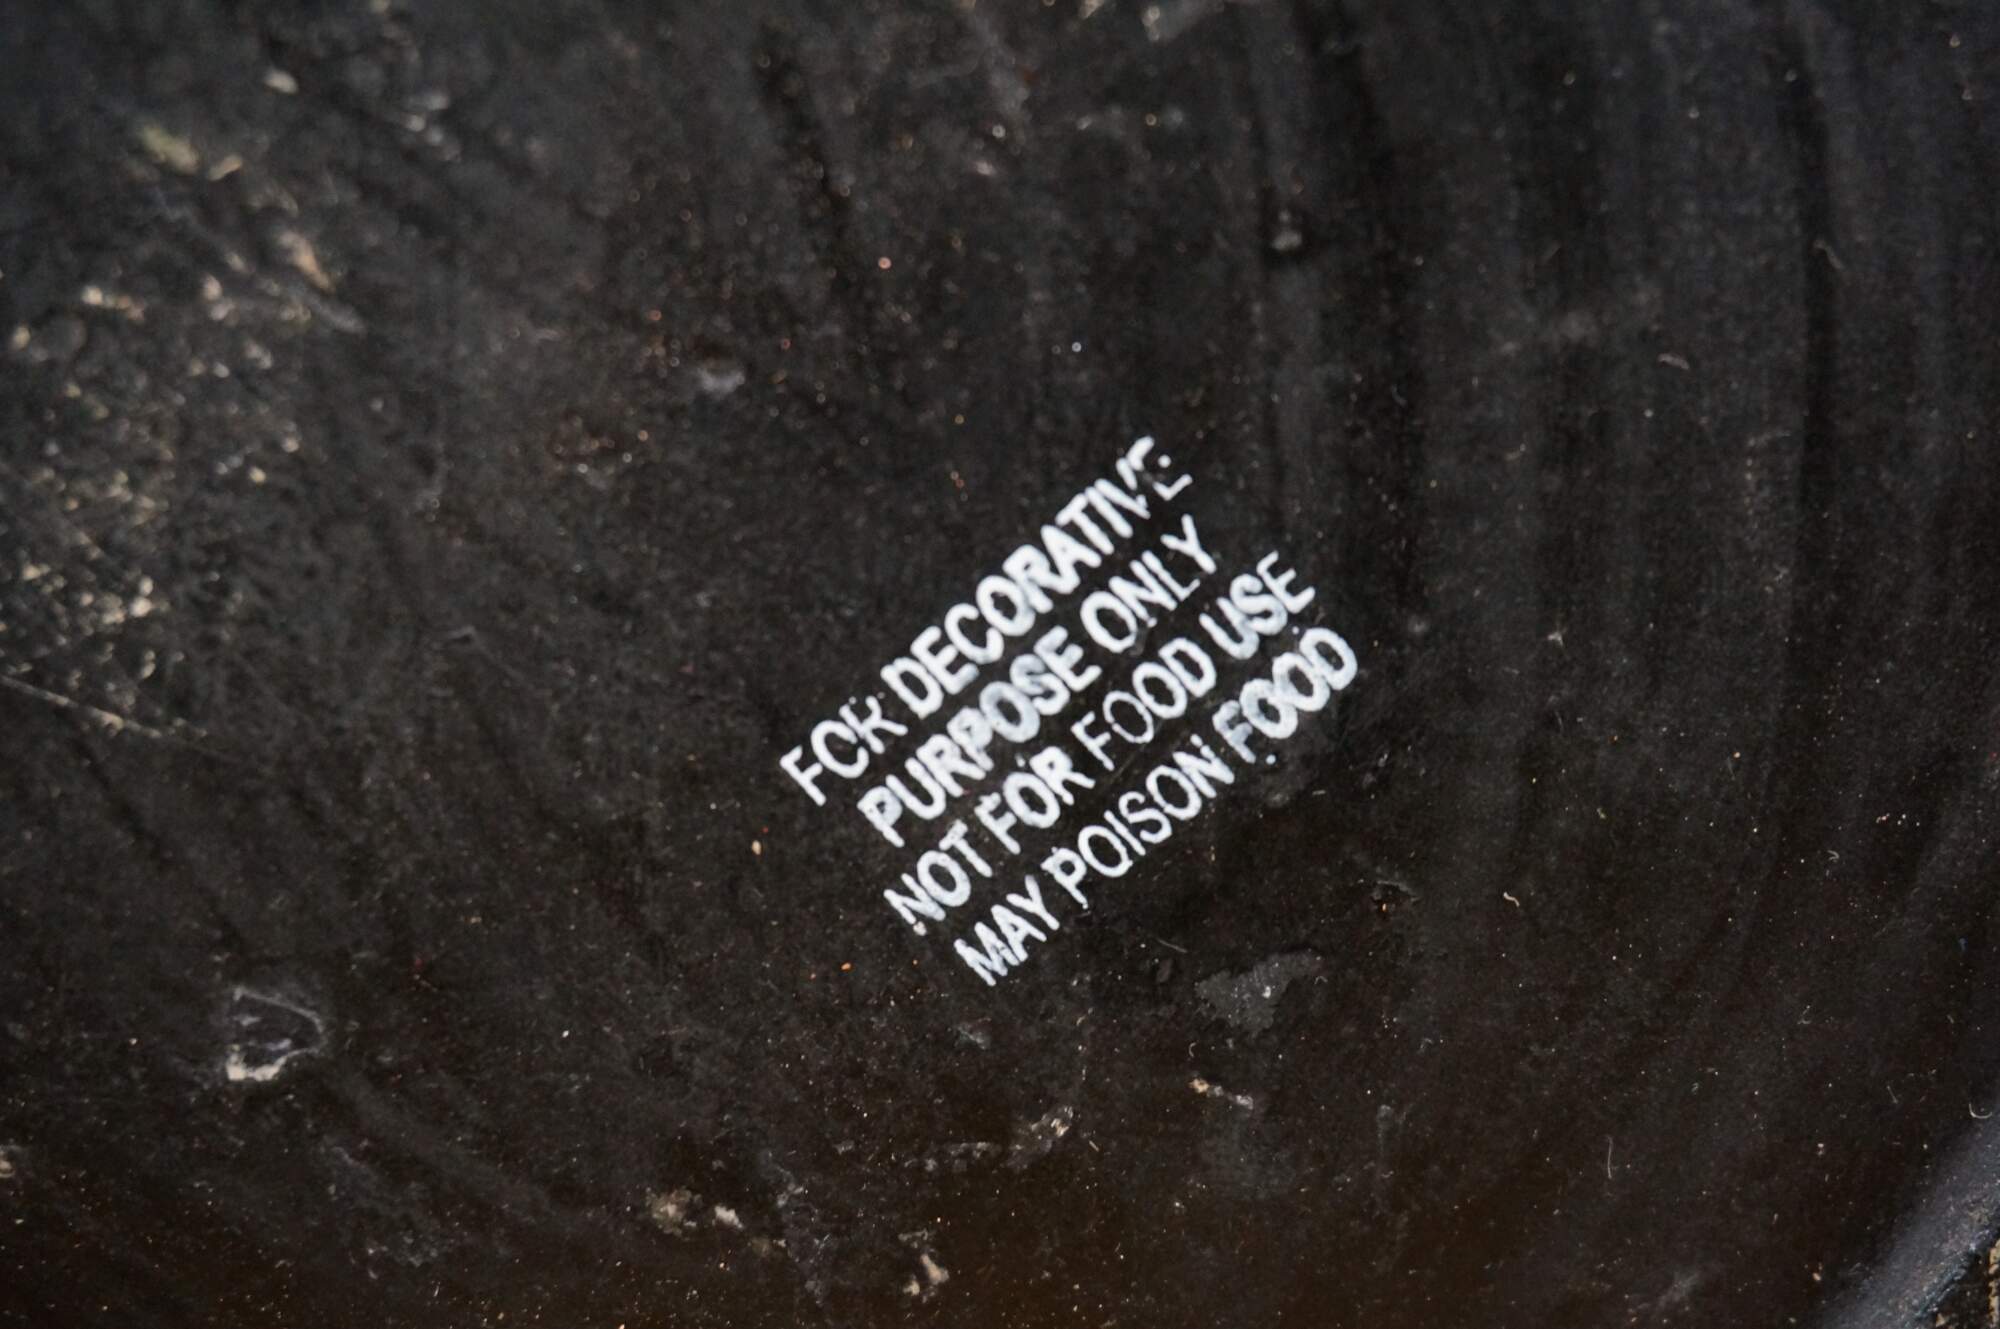 FOR DECORATIVE
PURPOSE ONLY
NOT FOR FOOD USE
MAY POISON FOOD